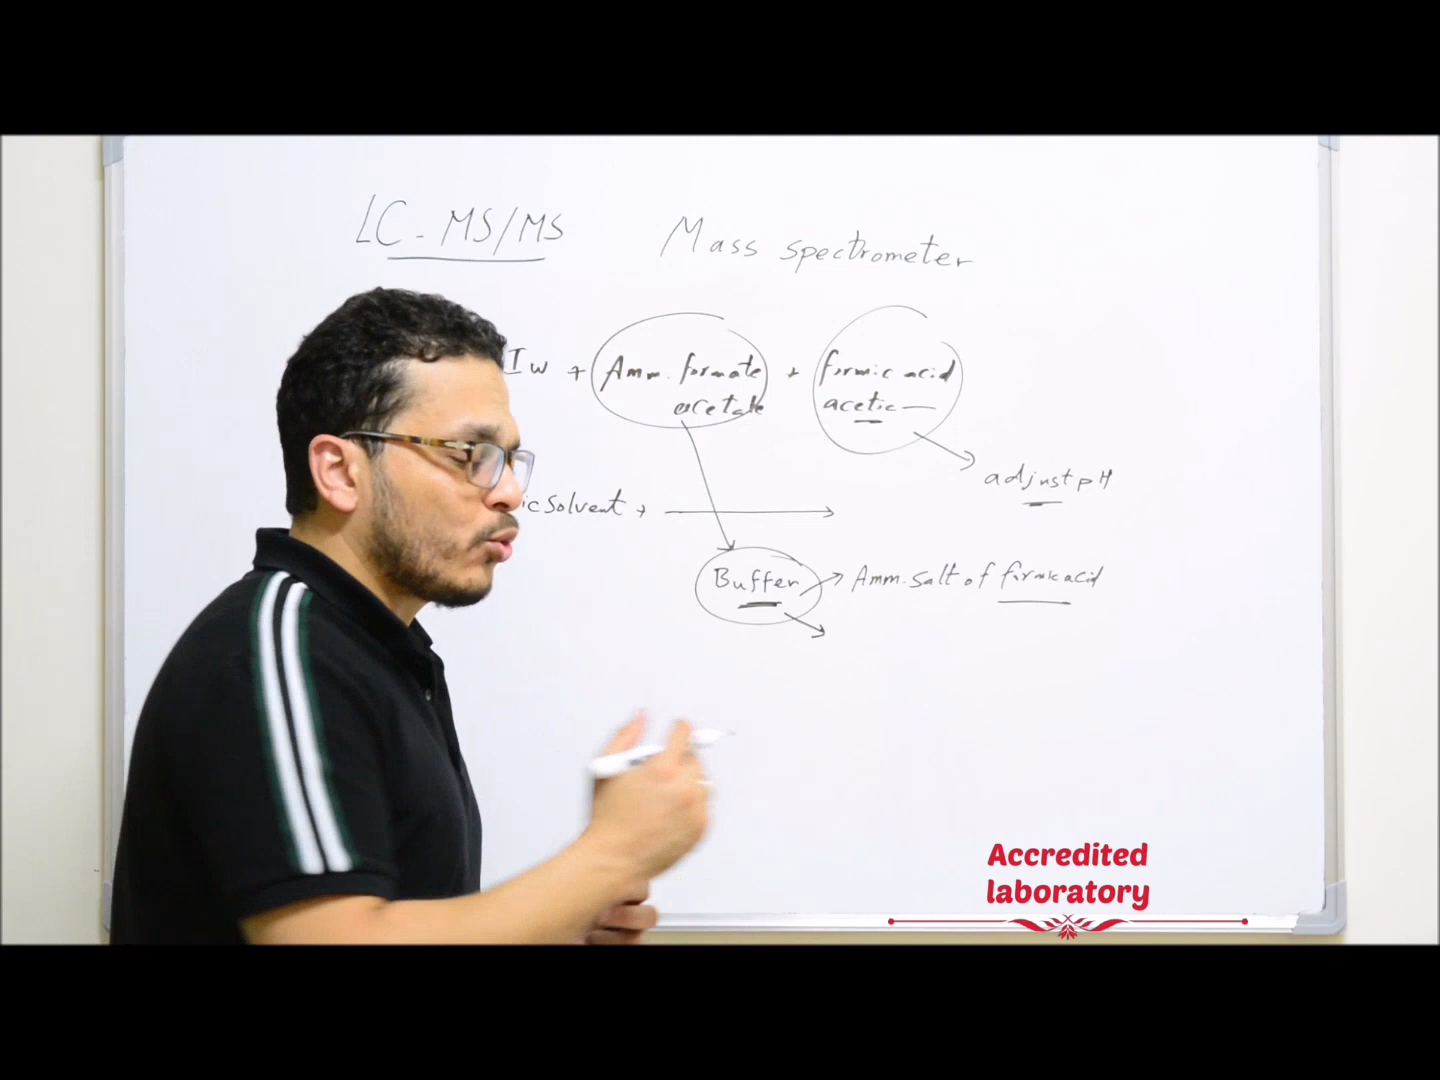 LC-MS/MS Mass spectrometer
IW + Amm. formate + formic acid
acetate acetic —
adjust pH
ic solvent +
Buffer Amm. salt of formic acid
Accredited
laboratory